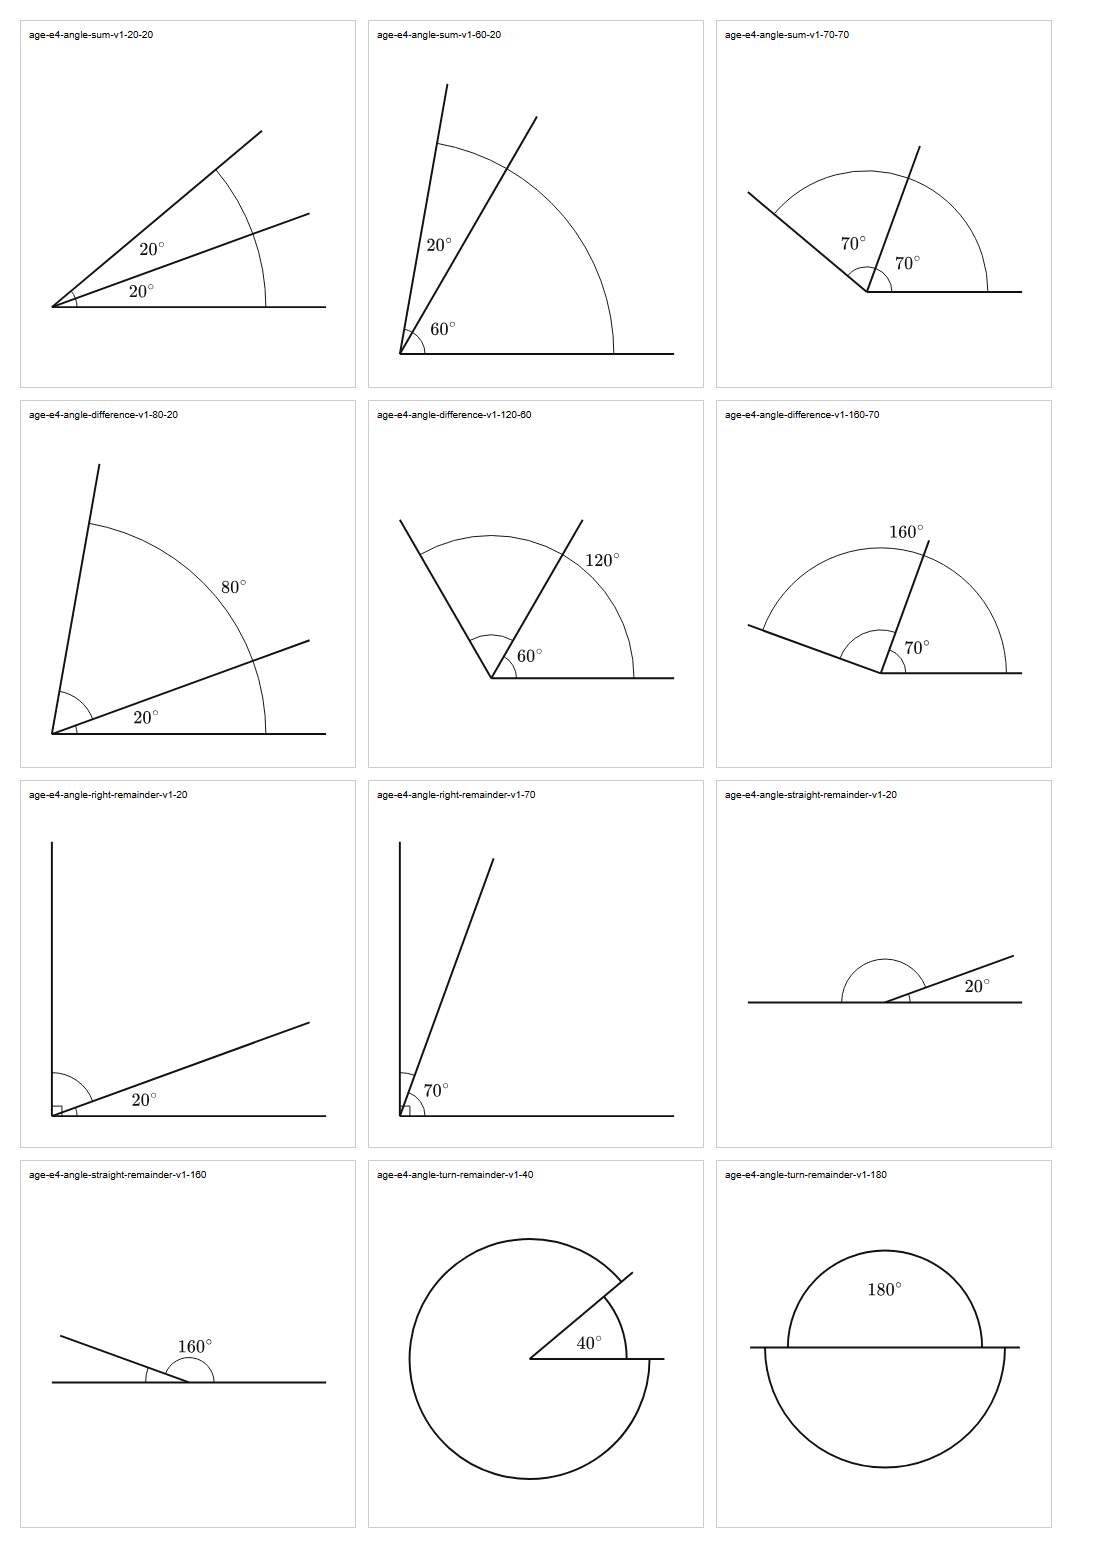 age-e4-angle-sum-v1-20-20
20°
20°
age-e4-angle-sum-v1-60-20
20°
60°
age-e4-angle-sum-v1-70-70
70°
70°
age-e4-angle-difference-v1-80-20
80°
20°
age-e4-angle-difference-v1-120-60
120°
60°
age-e4-angle-difference-v1-160-70
160°
70°
age-e4-angle-right-remainder-v1-20
20°
age-e4-angle-right-remainder-v1-70
70°
age-e4-angle-straight-remainder-v1-20
20°
age-e4-angle-straight-remainder-v1-160
160°
age-e4-angle-turn-remainder-v1-40
40°
age-e4-angle-turn-remainder-v1-180
180°